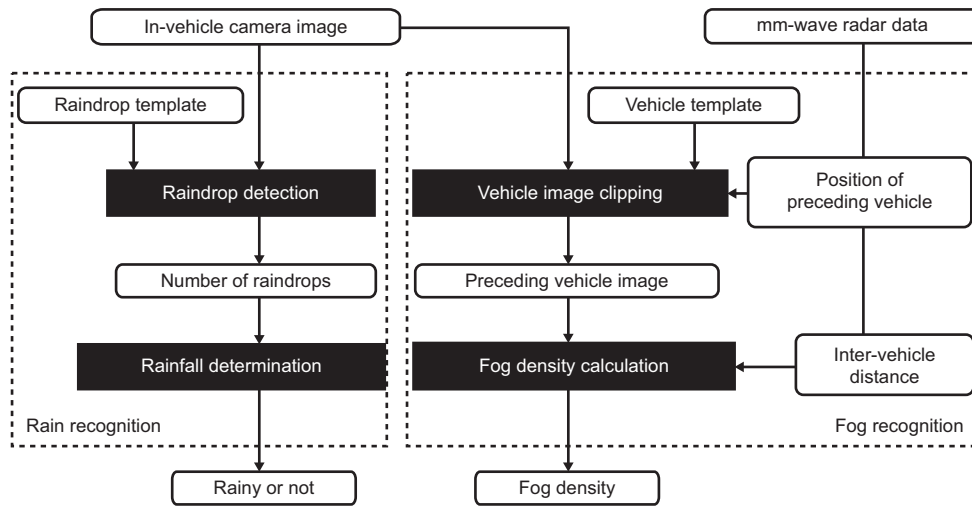 In-vehicle camera image
mm-wave radar data
Raindrop template
Vehicle template
Raindrop detection
Vehicle image clipping
Position of
preceding vehicle
Number of raindrops
Preceding vehicle image
Rainfall determination
Fog density calculation
Inter-vehicle
distance
Rain recognition
Fog recognition
Rainy or not
Fog density